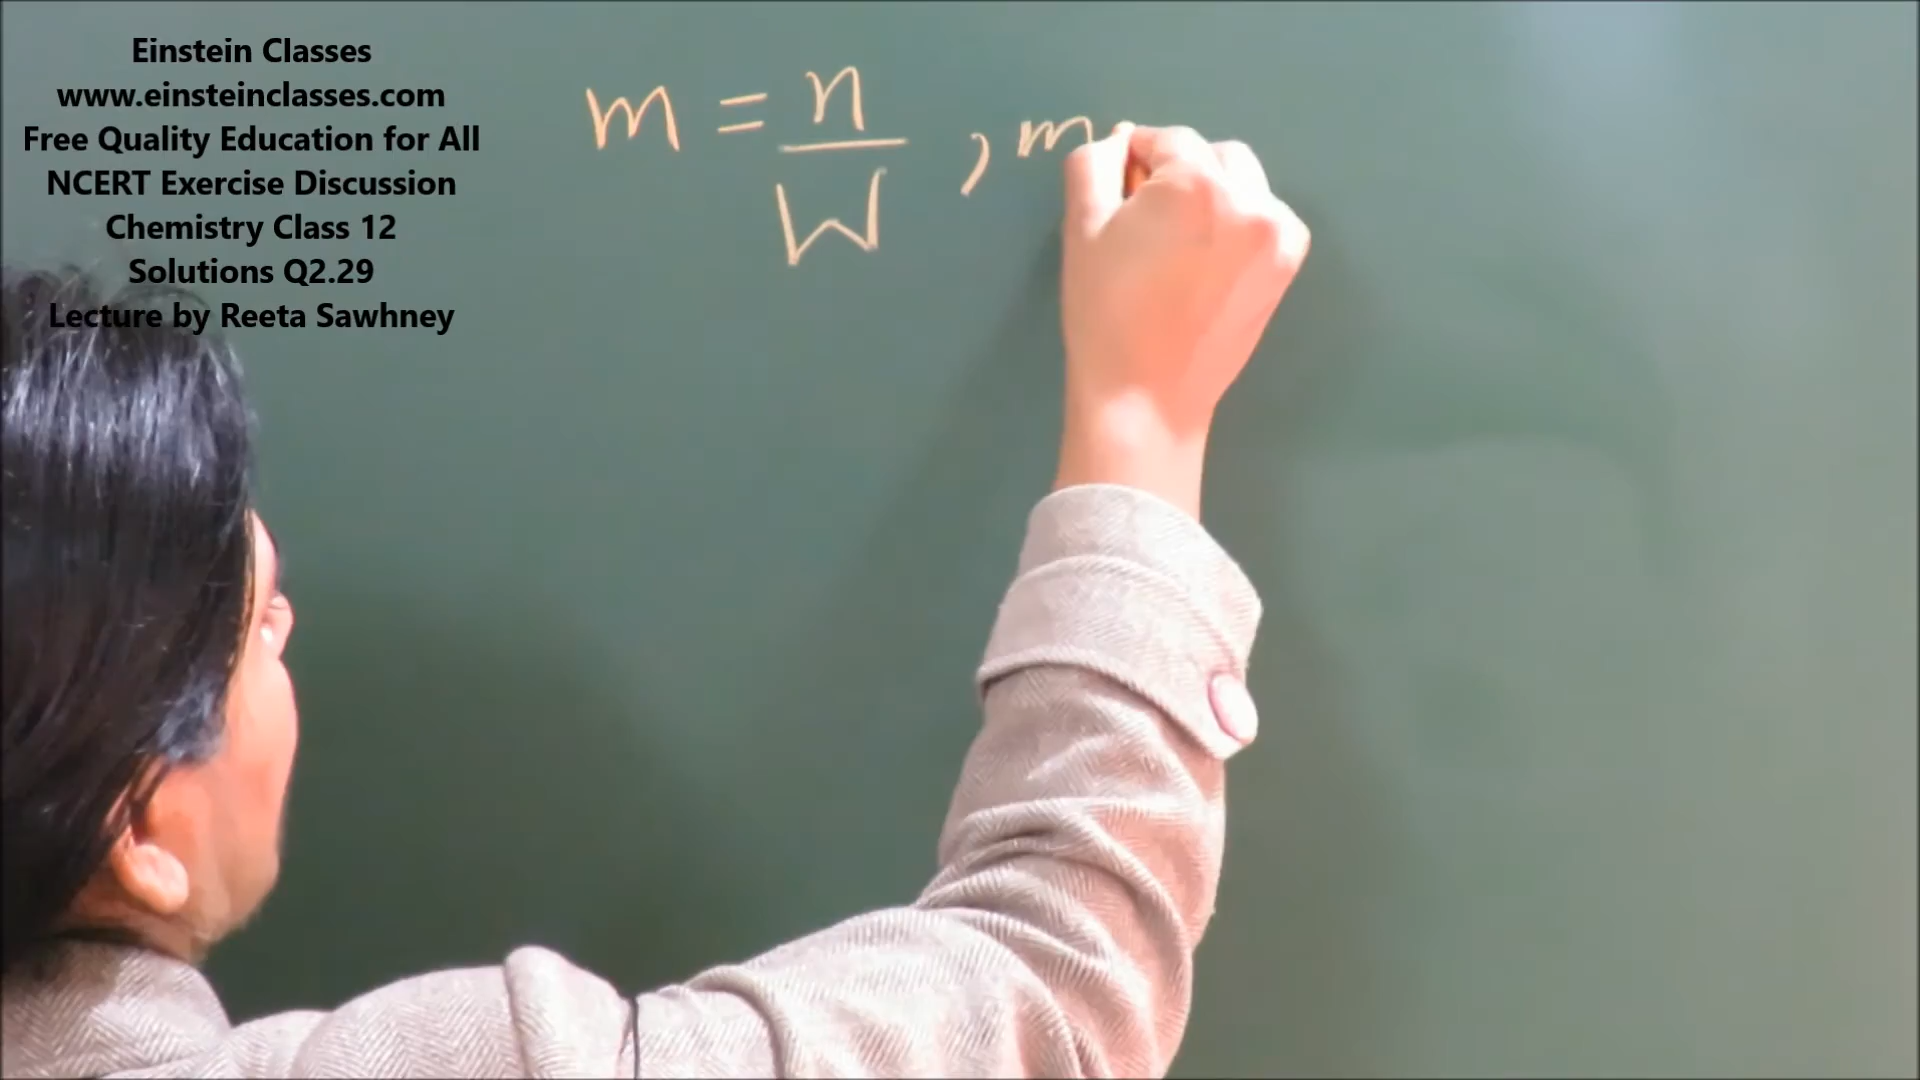 Einstein Classes
www.einsteinclasses.com
Free Quality Education for All
NCERT Exercise Discussion
Chemistry Class 12
Solutions Q2.29
Lecture by Reeta Sawhney
m = n
W
, m